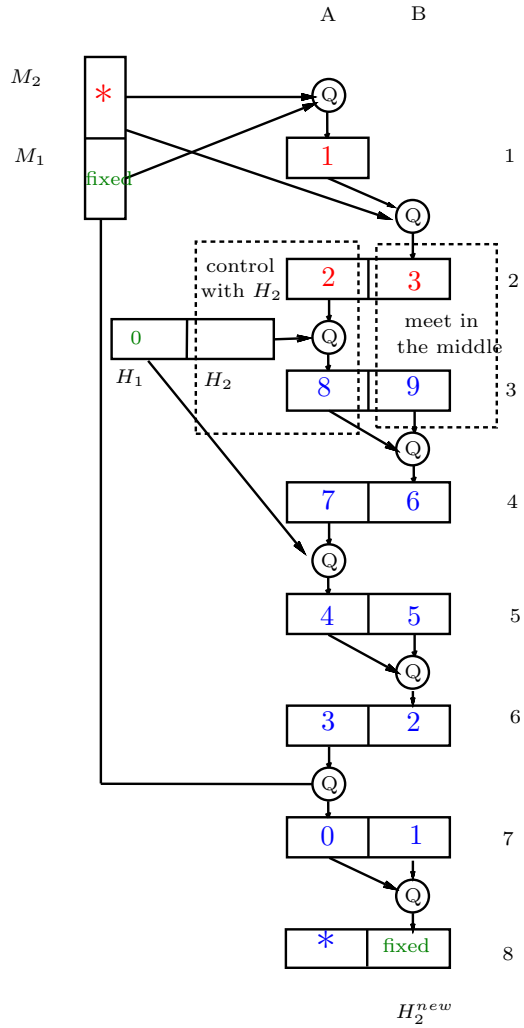 A B
M₂
* Q
M₁ fixed 1 1
Q
control
with H₂
2 3 2
meet in
the middle
0 Q
H₁ H₂
8 9 3
Q
7 6 4
Q
4 5 5
Q
3 2 6
Q
0 1 7
Q
* fixed 8
H₂ⁿᵉʷ